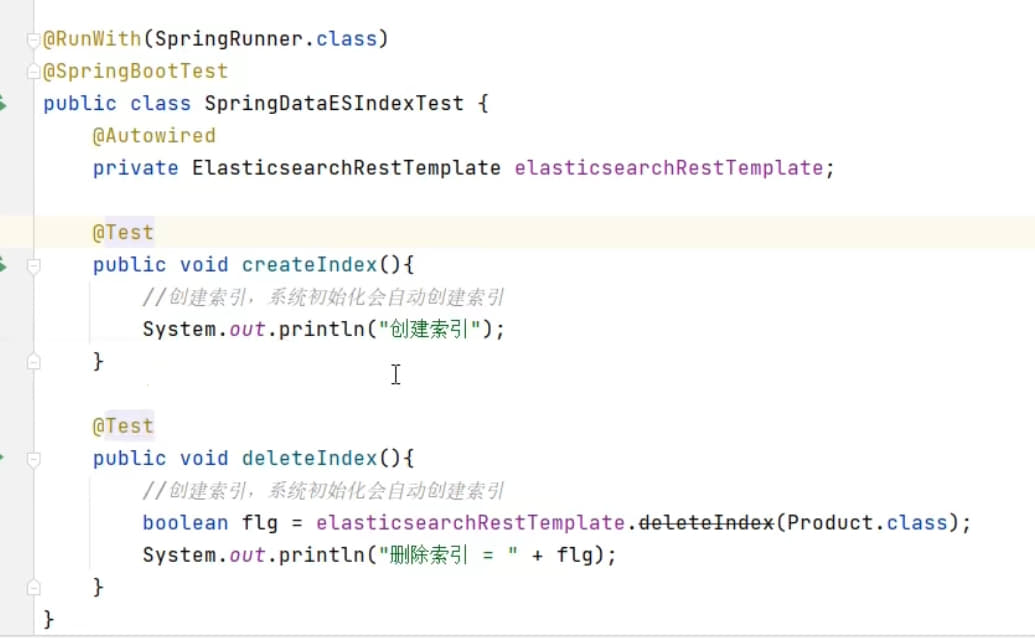 @RunWith(SpringRunner.class)
@SpringBootTest
public class SpringDataESIndexTest {
    @Autowired
    private ElasticsearchRestTemplate elasticsearchRestTemplate;
    @Test
    public void createIndex(){
        //创建索引，系统初始化会自动创建索引
        System.out.println("创建索引");
    }
    @Test
    public void deleteIndex(){
        //创建索引，系统初始化会自动创建索引
        boolean flg = elasticsearchRestTemplate.deleteIndex(Product.class);
        System.out.println("删除索引 = " + flg);
    }
}